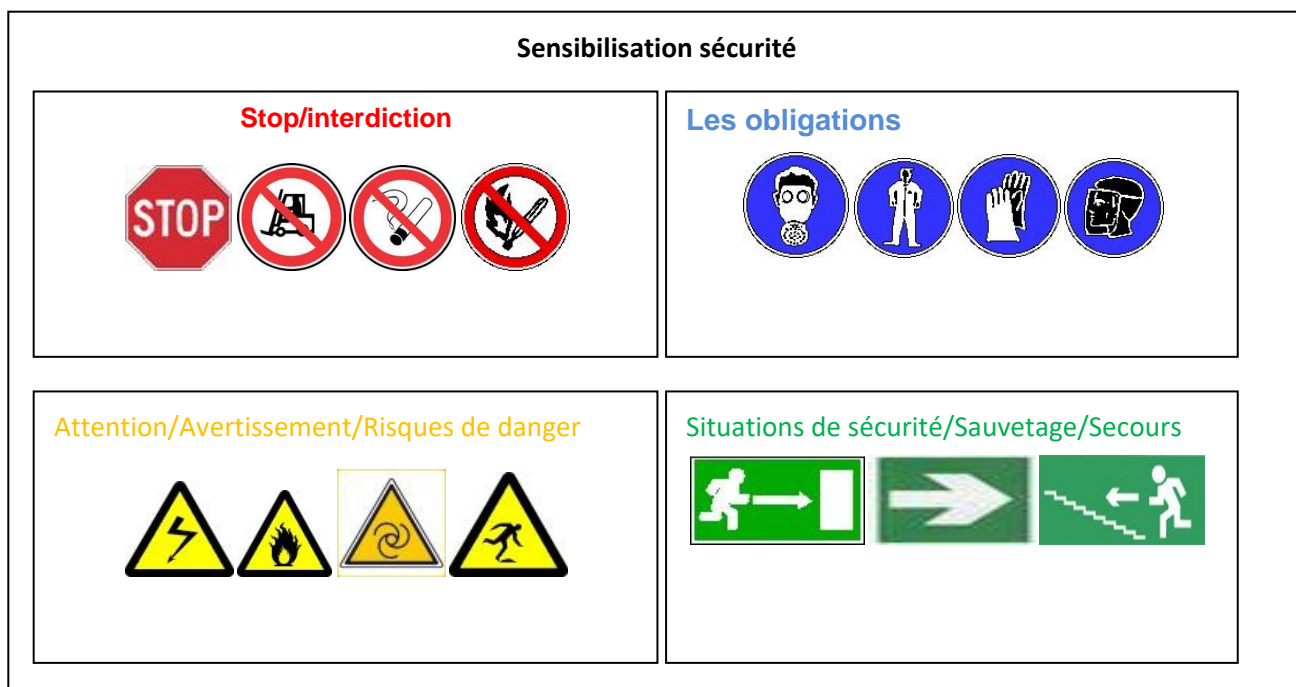 Sensibilisation sécurité
Stop/interdiction
STOP
Les obligations
Attention/Avertissement/Risques de danger
Situations de sécurité/Sauvetage/Secours